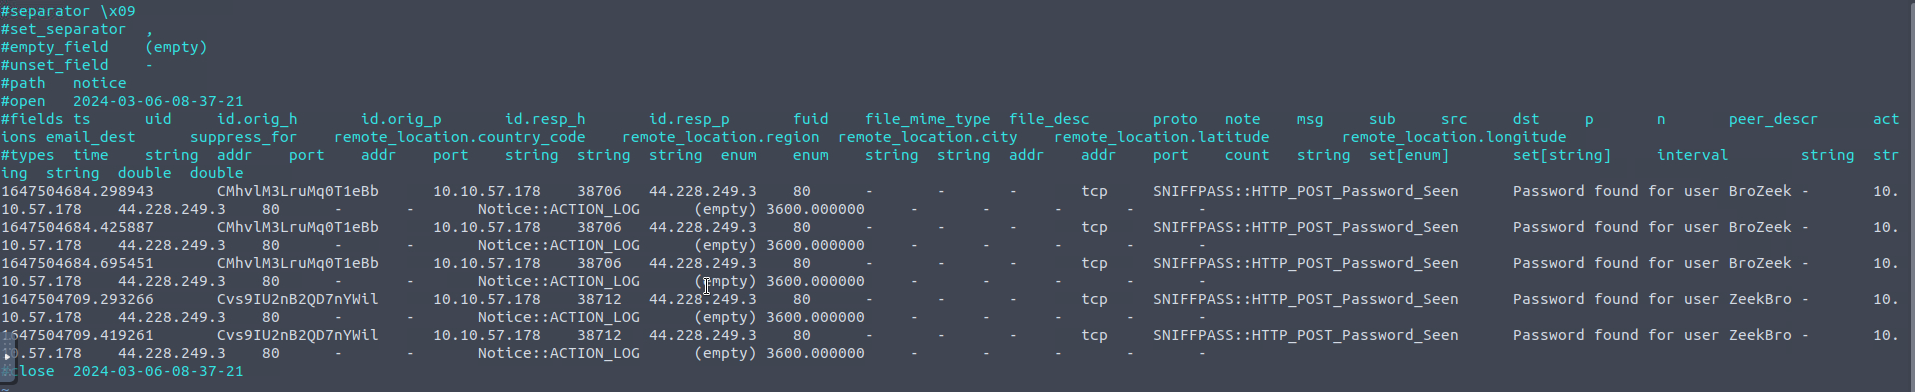 #separator \x09
#set_separator  ,
#empty_field    (empty)
#unset_field    -
#path   notice
#open   2024-03-06-08-37-21
#fields ts      uid     id.orig_h       id.orig_p       id.resp_h       id.resp_p       fuid    file_mime_type  file_desc       proto   note    msg     sub     src     dst     p       n       peer_descr      act
ions email_dest      suppress_for    remote_location.country_code    remote_location.region  remote_location.city    remote_location.latitude        remote_location.longitude
#types  time    string  addr    port    addr    port    string  string  string  enum    enum    string  string  addr    addr    port    count   string  set[enum]       set[string]     interval        string  str
ing  string  double  double
1647504684.298943       CMhvlM3LruMq0T1eBb      10.10.57.178    38706   44.228.249.3    80      -       -       -       tcp     SNIFFPASS::HTTP_POST_Password_Seen      Password found for user BroZeek -       10.
10.57.178    44.228.249.3    80      -       -       Notice::ACTION_LOG      (empty) 3600.000000     -       -       -       -       -
1647504684.425887       CMhvlM3LruMq0T1eBb      10.10.57.178    38706   44.228.249.3    80      -       -       -       tcp     SNIFFPASS::HTTP_POST_Password_Seen      Password found for user BroZeek -       10.
10.57.178    44.228.249.3    80      -       -       Notice::ACTION_LOG      (empty) 3600.000000     -       -       -       -       -
1647504684.695451       CMhvlM3LruMq0T1eBb      10.10.57.178    38706   44.228.249.3    80      -       -       -       tcp     SNIFFPASS::HTTP_POST_Password_Seen      Password found for user BroZeek -       10.
10.57.178    44.228.249.3    80      -       -       Notice::ACTION_LOG      (empty) 3600.000000     -       -       -       -       -
1647504709.293266       Cvs9IU2nB2QD7nYWil      10.10.57.178    38712   44.228.249.3    80      -       -       -       tcp     SNIFFPASS::HTTP_POST_Password_Seen      Password found for user ZeekBro -       10.
10.57.178    44.228.249.3    80      -       -       Notice::ACTION_LOG      (empty) 3600.000000     -       -       -       -       -
1647504709.419261       Cvs9IU2nB2QD7nYWil      10.10.57.178    38712   44.228.249.3    80      -       -       -       tcp     SNIFFPASS::HTTP_POST_Password_Seen      Password found for user ZeekBro -       10.
10.57.178    44.228.249.3    80      -       -       Notice::ACTION_LOG      (empty) 3600.000000     -       -       -       -       -
#close  2024-03-06-08-37-21
~